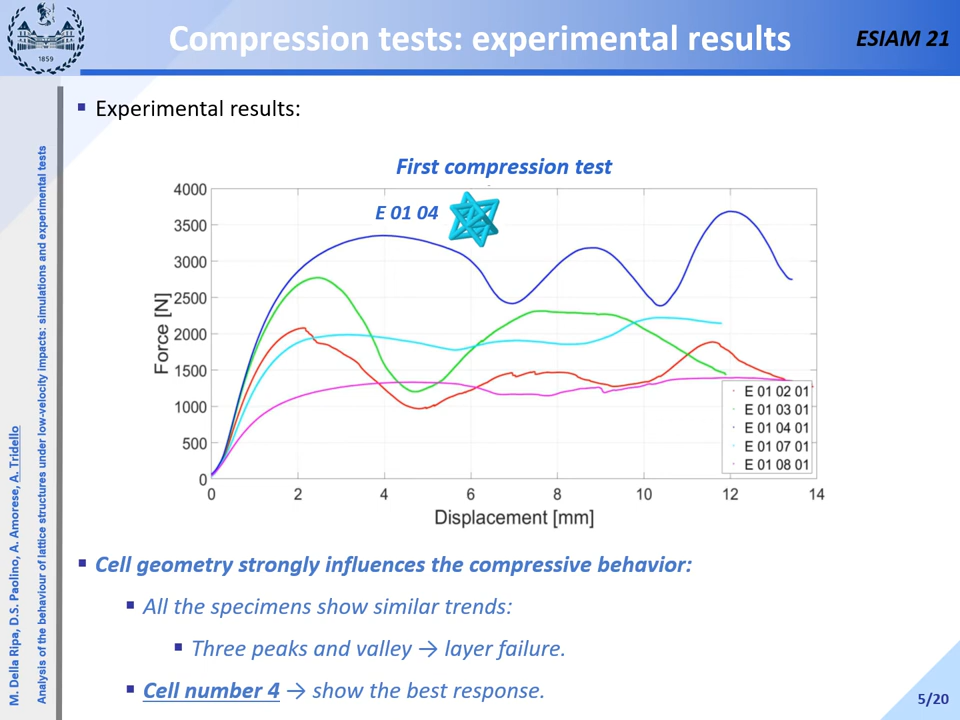 Compression tests: experimental results
ESIAM 21
1859
▪ Experimental results:
First compression test
E 01 04
4000
3500
3000
2500
2000
1500
1000
500
0
Force [N]
0 2 4 6 8 10 12 14
Displacement [mm]
E 01 02 01
E 01 03 01
E 01 04 01
E 01 07 01
E 01 08 01
▪ Cell geometry strongly influences the compressive behavior:
▪ All the specimens show similar trends:
▪ Three peaks and valley → layer failure.
▪ Cell number 4 → show the best response.
M. Della Ripa, D.S. Paolino, A. Amorese, A. Tridello
Analysis of the behaviour of lattice structures under low-velocity impacts: simulations and experimental tests
5/20